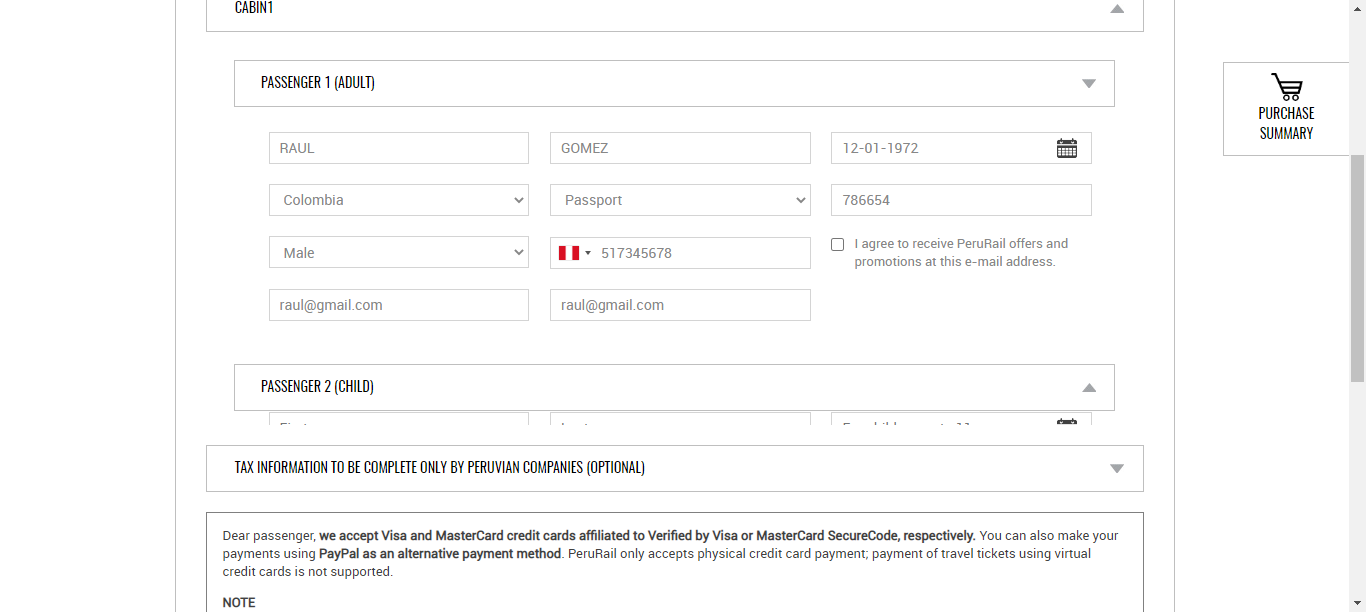 CABIN1
PASSENGER 1 (ADULT)
PURCHASE
SUMMARY
RAUL
GOMEZ
12-01-1972
Colombia
Passport
786654
Male
517345678
I agree to receive PeruRail offers and
promotions at this e-mail address.
raul@gmail.com
raul@gmail.com
PASSENGER 2 (CHILD)
TAX INFORMATION TO BE COMPLETE ONLY BY PERUVIAN COMPANIES (OPTIONAL)
Dear passenger, we accept Visa and MasterCard credit cards affiliated to Verified by Visa or MasterCard SecureCode, respectively. You can also make your
payments using PayPal as an alternative payment method. PeruRail only accepts physical credit card payment; payment of travel tickets using virtual
credit cards is not supported.
NOTE